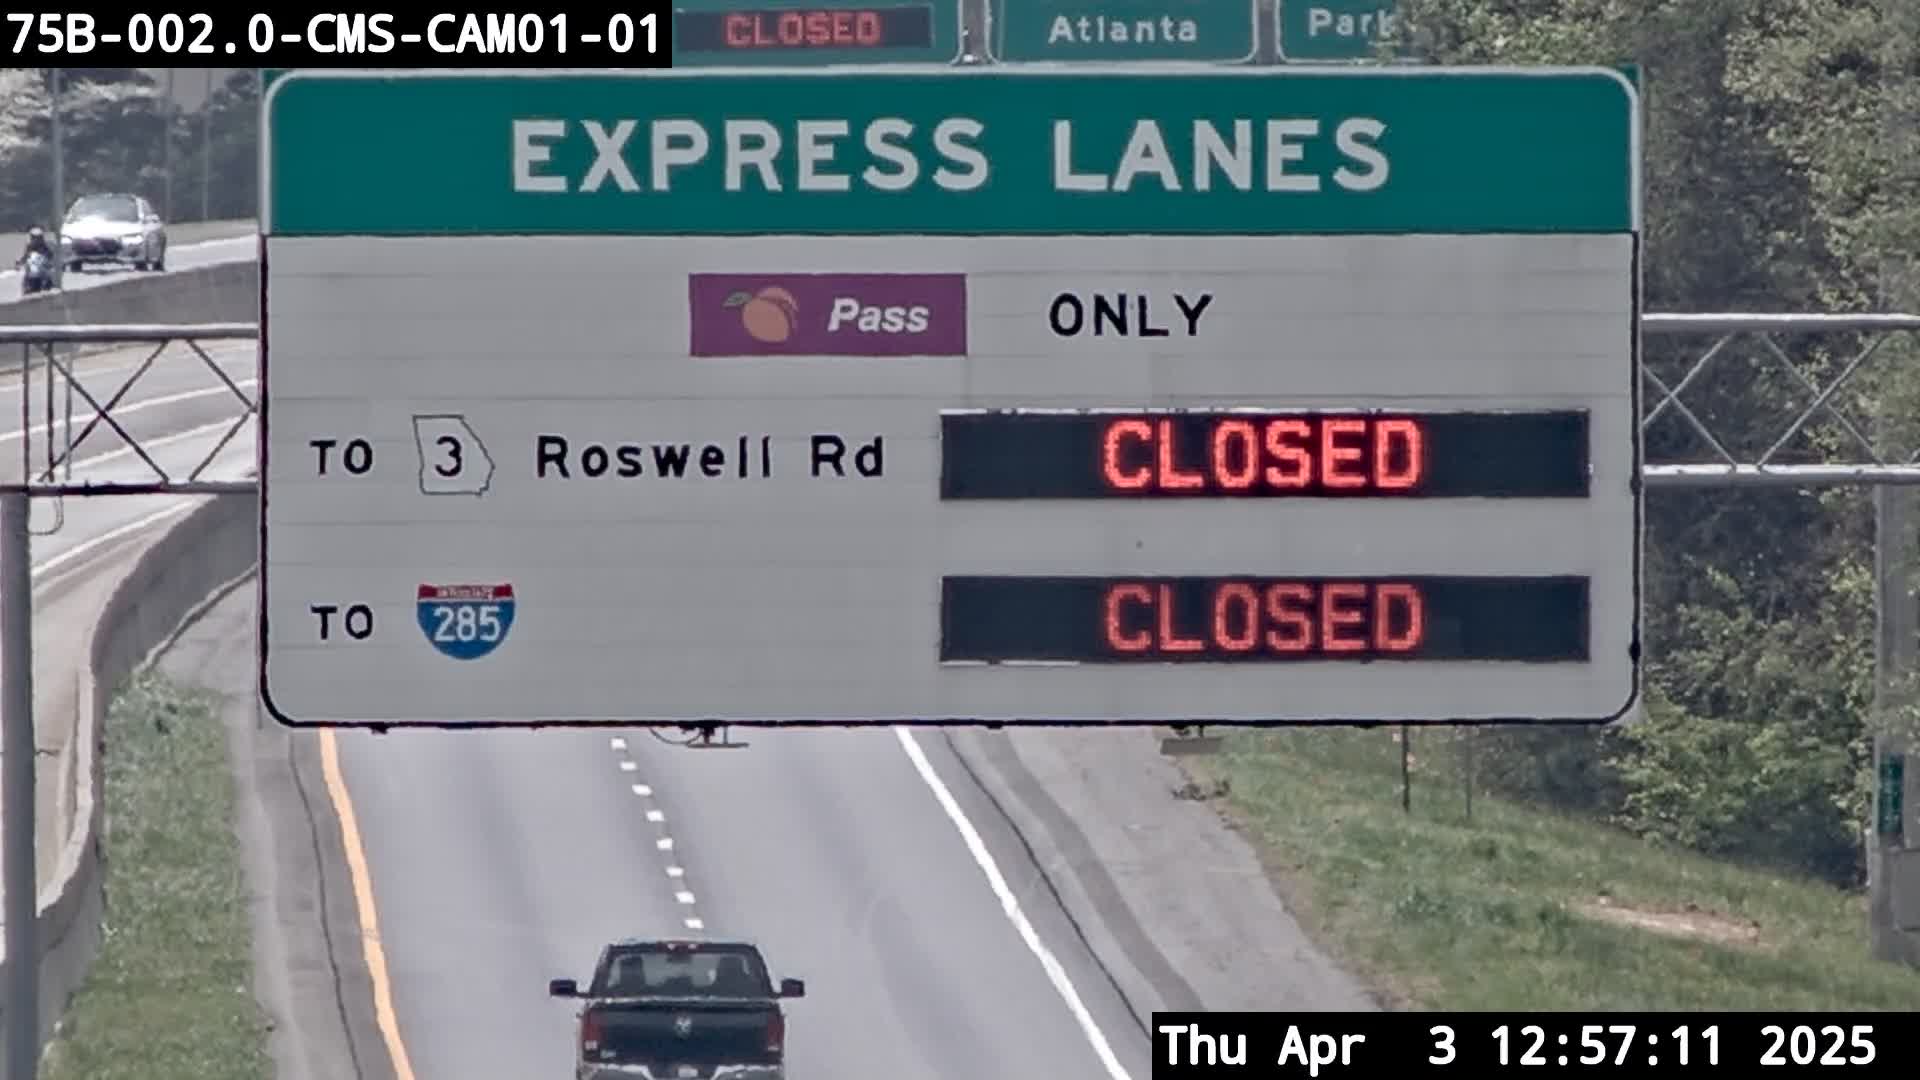 75B-002.0-CMS-CAM01-01
CLOSED
Atlanta
Park
EXPRESS LANES
Pass ONLY
TO 3 Roswell Rd CLOSED
TO 285 CLOSED
Thu Apr 3 12:57:11 2025